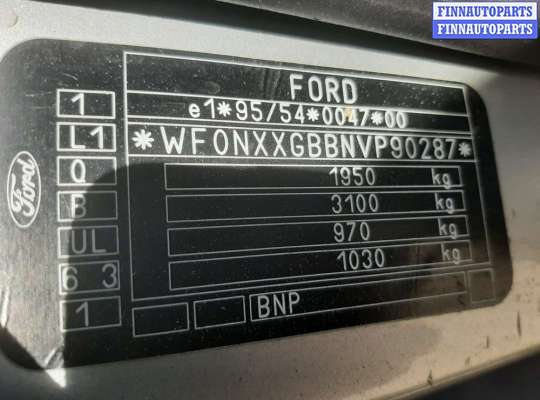 FINNAUTOPARTS
FINNAUTOPARTS
FORD
e1*95/54*0047*00
*WF0NXXGBBNVP90287*
1950 kg
3100 kg
970 kg
1030 kg
BNP
1
L1
Q
B
UL
6 3
1
Ford